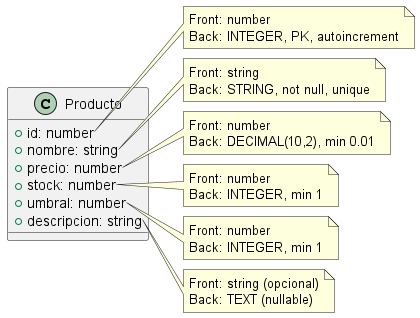 C Producto
id: number
nombre: string
precio: number
stock: number
umbral: number
descripcion: string
Front: number
Back: INTEGER, PK, autoincrement
Front: string
Back: STRING, not null, unique
Front: number
Back: DECIMAL(10,2), min 0.01
Front: number
Back: INTEGER, min 1
Front: number
Back: INTEGER, min 1
Front: string (opcional)
Back: TEXT (nullable)